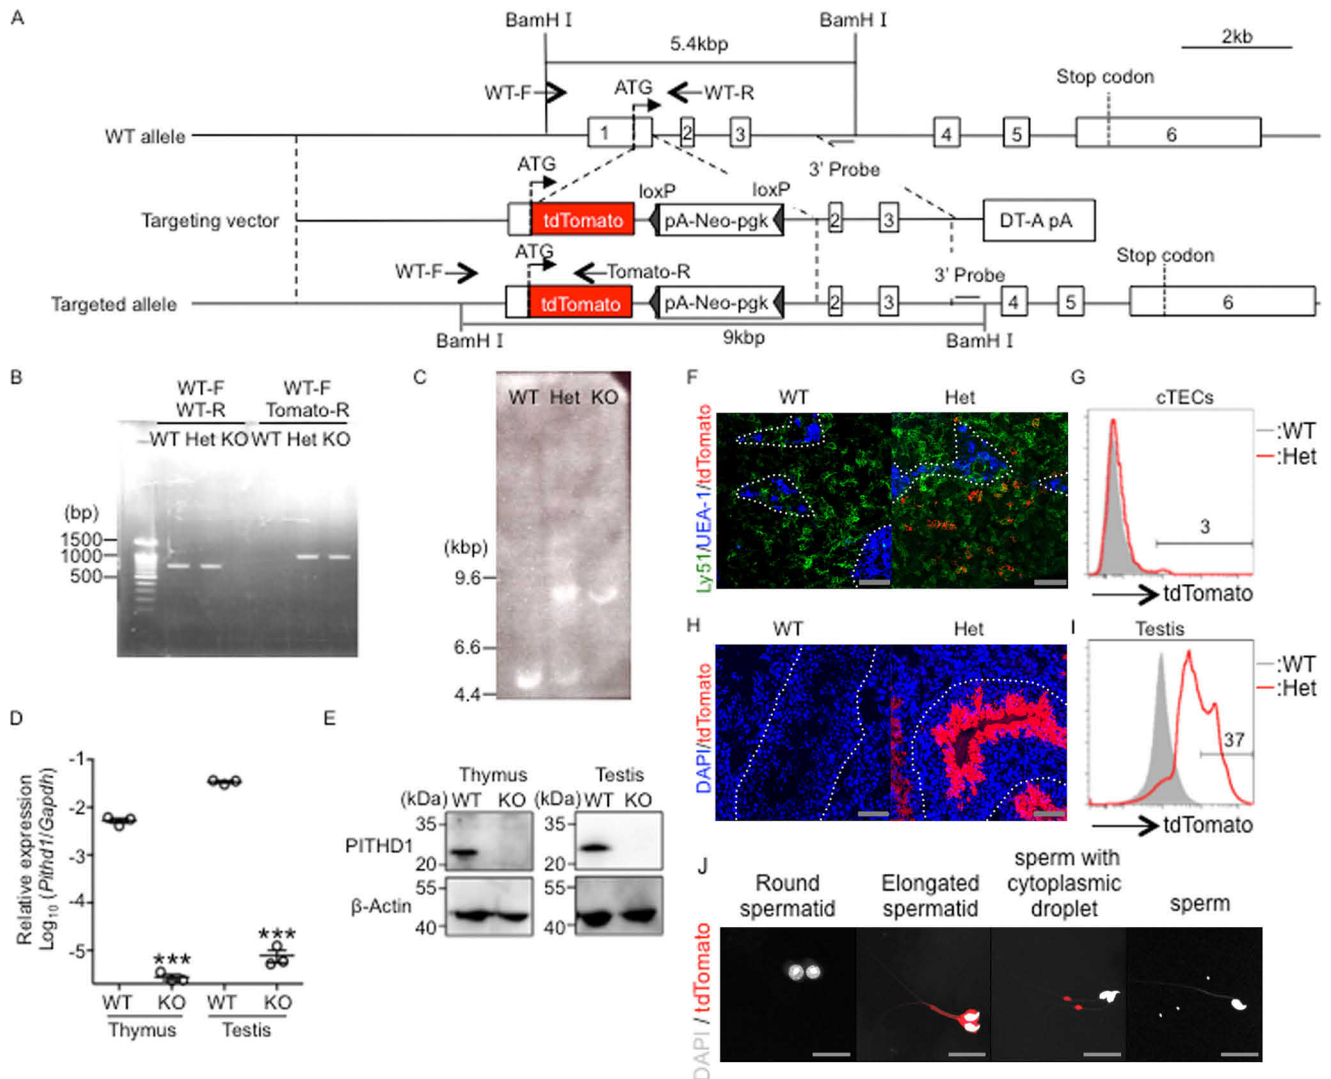 A
BamH I
BamH I
5.4kbp
2kb
WT-F
ATG
WT-R
Stop codon
WT allele
1
2
3
4
5
6
3' Probe
ATG
loxP
loxP
Targeting vector
tdTomato
pA-Neo-pgk
2
3
DT-A pA
ATG
WT-F
Tomato-R
3' Probe
Stop codon
Targeted allele
tdTomato
pA-Neo-pgk
2
3
4
5
6
BamH I
9kbp
BamH I
B
WT-F
WT-R
WT-F
Tomato-R
WT Het KO
WT Het KO
(bp)
1500
1000
500
C
WT Het KO
(kbp)
9.6
6.6
4.4
D
Relative expression
Log10 (Pithd1/Gapdh)
-1
-2
-3
-4
-5
***
***
WT
KO
WT
KO
Thymus
Testis
E
Thymus
Testis
(kDa)
WT
KO
(kDa)
WT
KO
PITHD1
35
20
35
20
β-Actin
55
40
55
40
F
WT
Het
Ly51/UEA-1/tdTomato
G
cTECs
:WT
:Het
3
tdTomato
H
WT
Het
DAPI/tdTomato
I
Testis
:WT
:Het
37
tdTomato
J
Round
spermatid
Elongated
spermatid
sperm with
cytoplasmic
droplet
sperm
DAPI / tdTomato